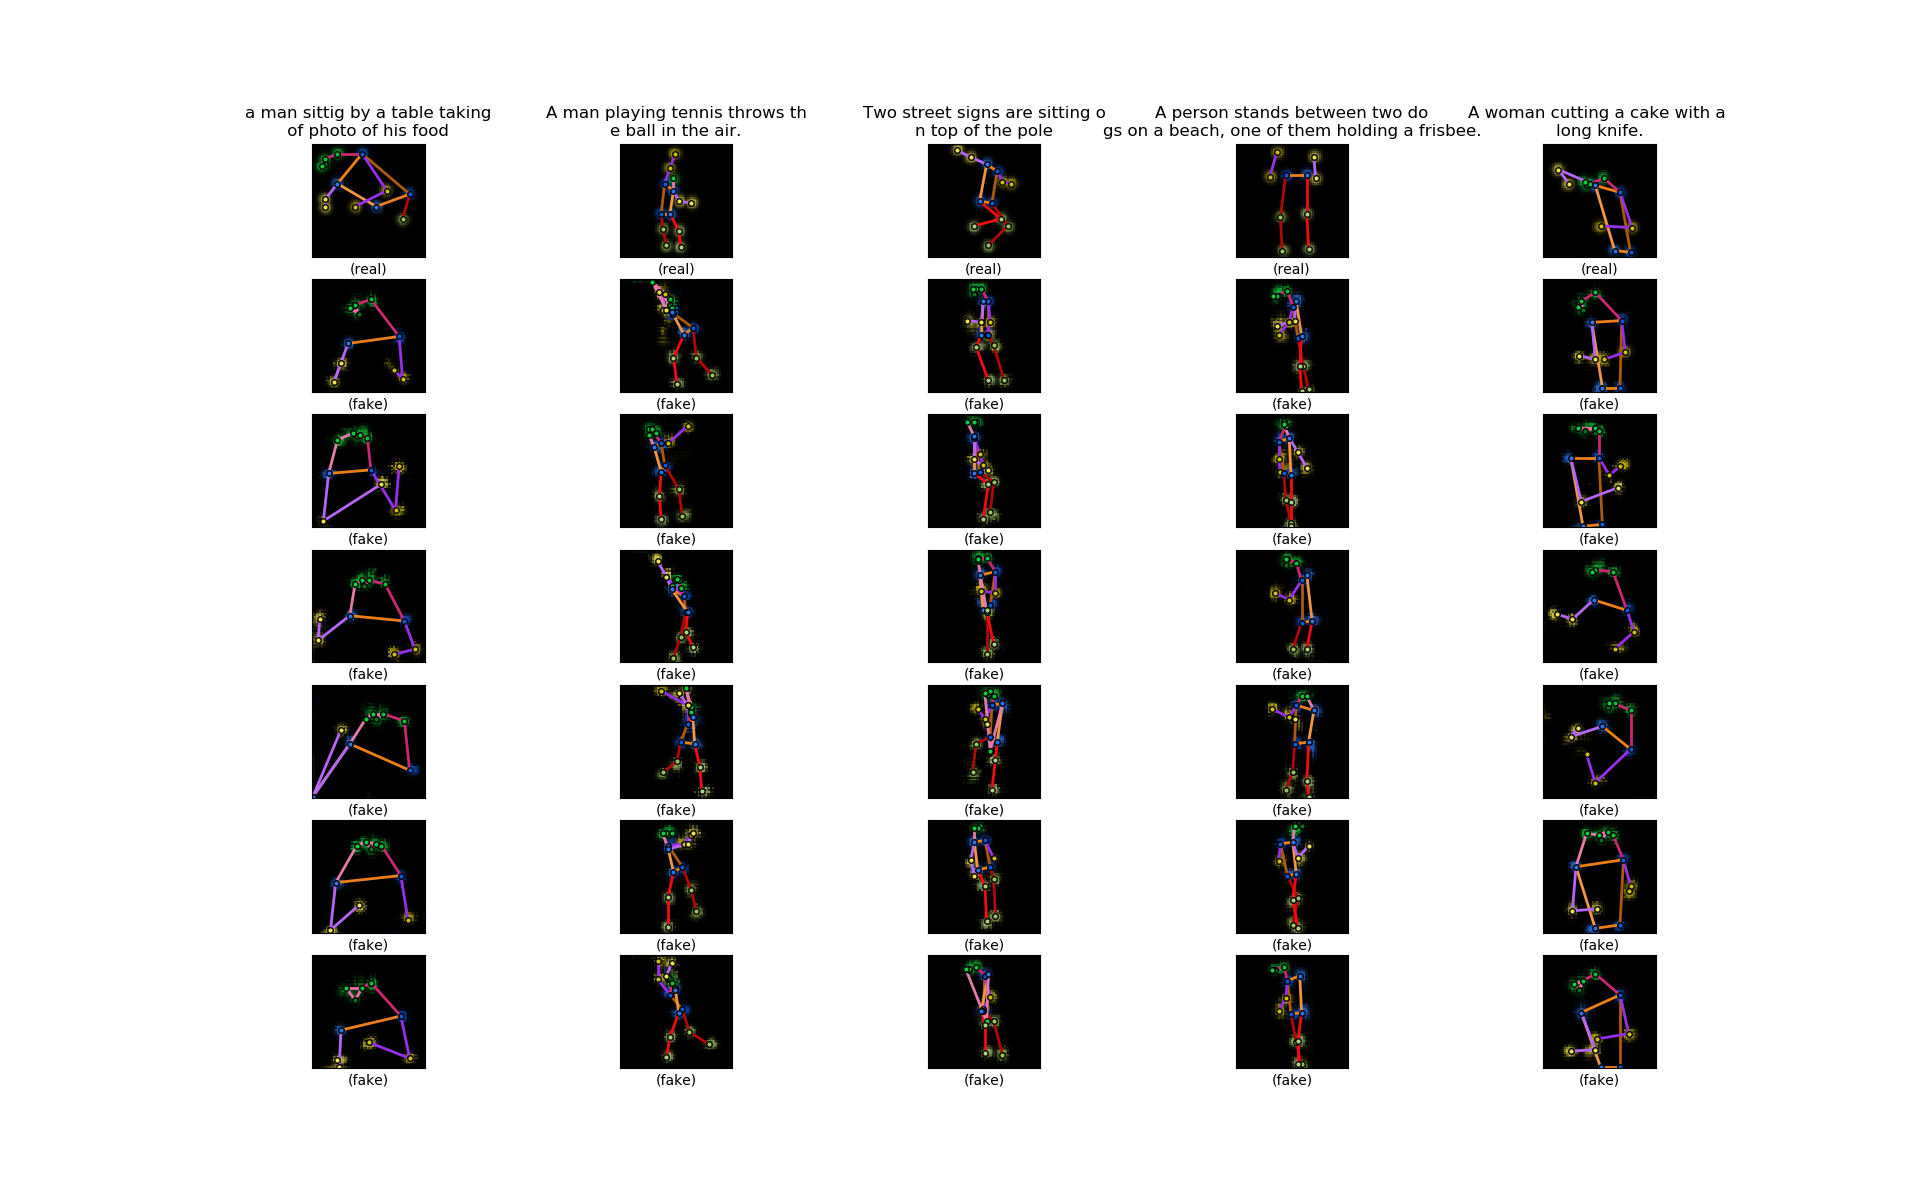 a man sittig by a table taking
of photo of his food
A man playing tennis throws th
e ball in the air.
Two street signs are sitting o
n top of the pole
A person stands between two do
gs on a beach, one of them holding a frisbee.
A woman cutting a cake with a
long knife.
(real) (real) (real) (real) (real)
(fake) (fake) (fake) (fake) (fake)
(fake) (fake) (fake) (fake) (fake)
(fake) (fake) (fake) (fake) (fake)
(fake) (fake) (fake) (fake) (fake)
(fake) (fake) (fake) (fake) (fake)
(fake) (fake) (fake) (fake) (fake)